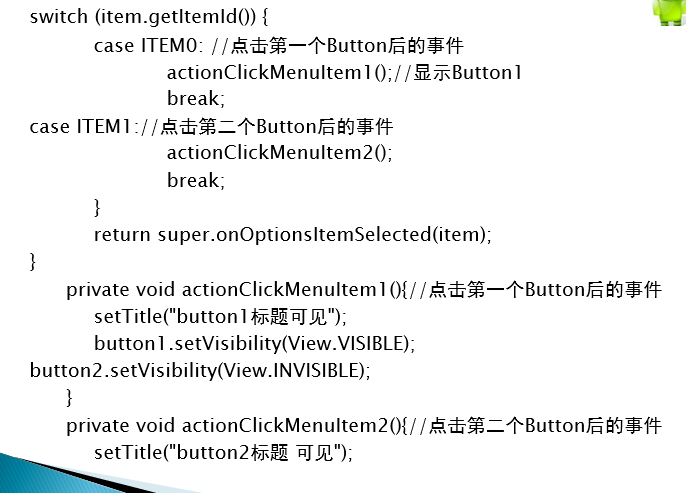 switch (item.getItemId()) {
case ITEM0: //点击第一个Button后的事件
actionClickMenuItem1();//显示Button1
break;
case ITEM1://点击第二个Button后的事件
actionClickMenuItem2();
break;
}
return super.onOptionsItemSelected(item);
}
private void actionClickMenuItem1(){//点击第一个Button后的事件
setTitle("button1标题可见");
button1.setVisibility(View.VISIBLE);
button2.setVisibility(View.INVISIBLE);
}
private void actionClickMenuItem2(){//点击第二个Button后的事件
setTitle("button2标题 可见");